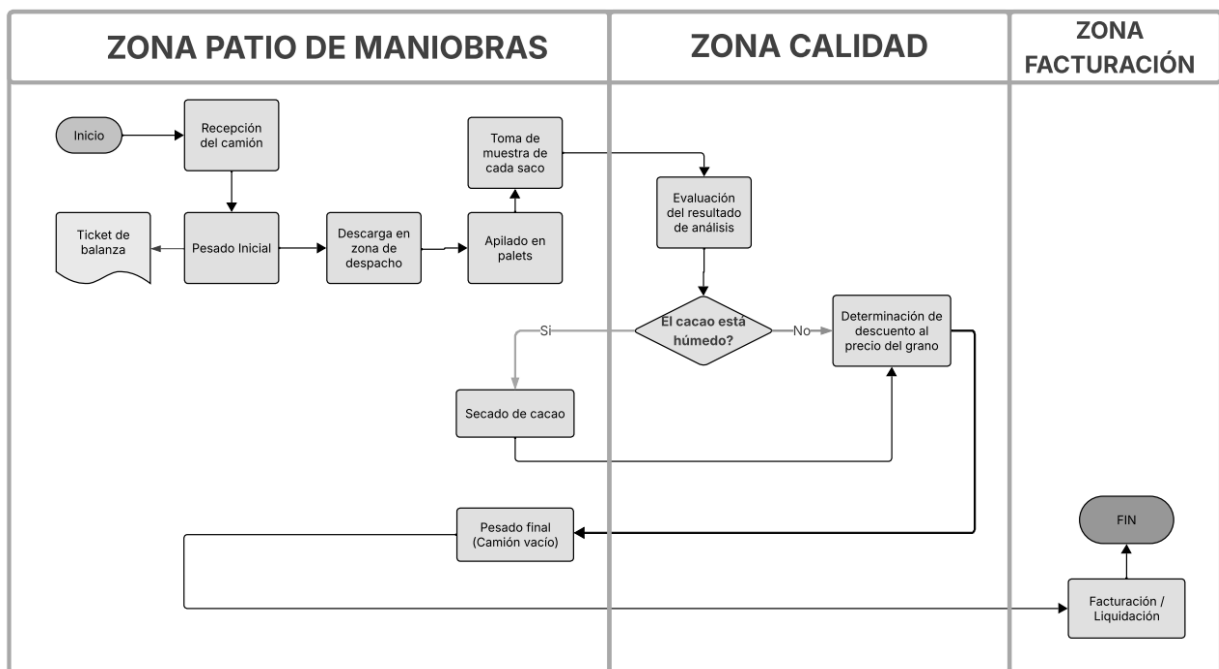 ZONA PATIO DE MANIOBRAS
ZONA CALIDAD
ZONA
FACTURACIÓN
Inicio
Recepción
del camión
Toma de
muestra de
cada saco
Evaluación
del resultado
de análisis
Ticket de
balanza
Pesado Inicial
Descarga en
zona de
despacho
Apilado en
palets
Si
El cacao está
húmedo?
No
Determinación de
descuento al
precio del grano
Secado de cacao
Pesado final
(Camión vacío)
FIN
Facturación /
Liquidación